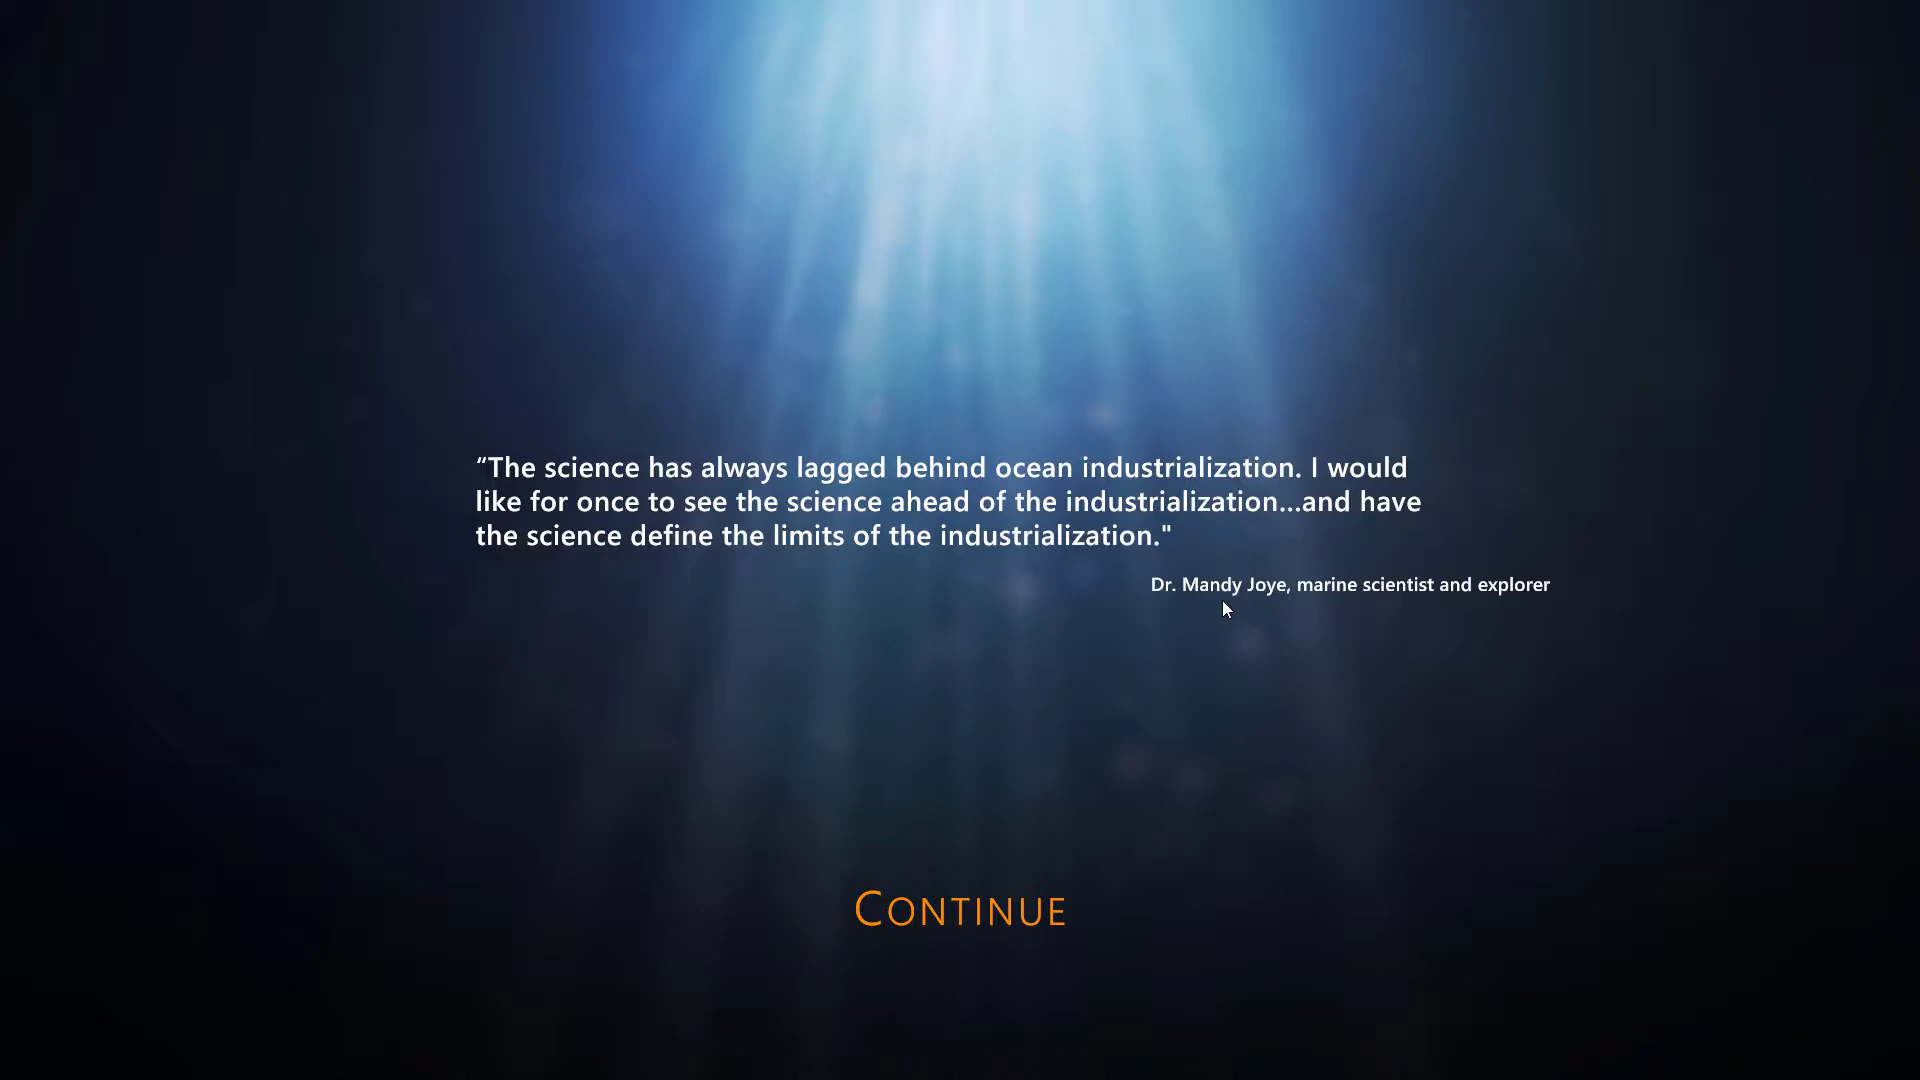 “The science has always lagged behind ocean industrialization. I would
like for once to see the science ahead of the industrialization...and have
the science define the limits of the industrialization."
Dr. Mandy Joye, marine scientist and explorer
CONTINUE